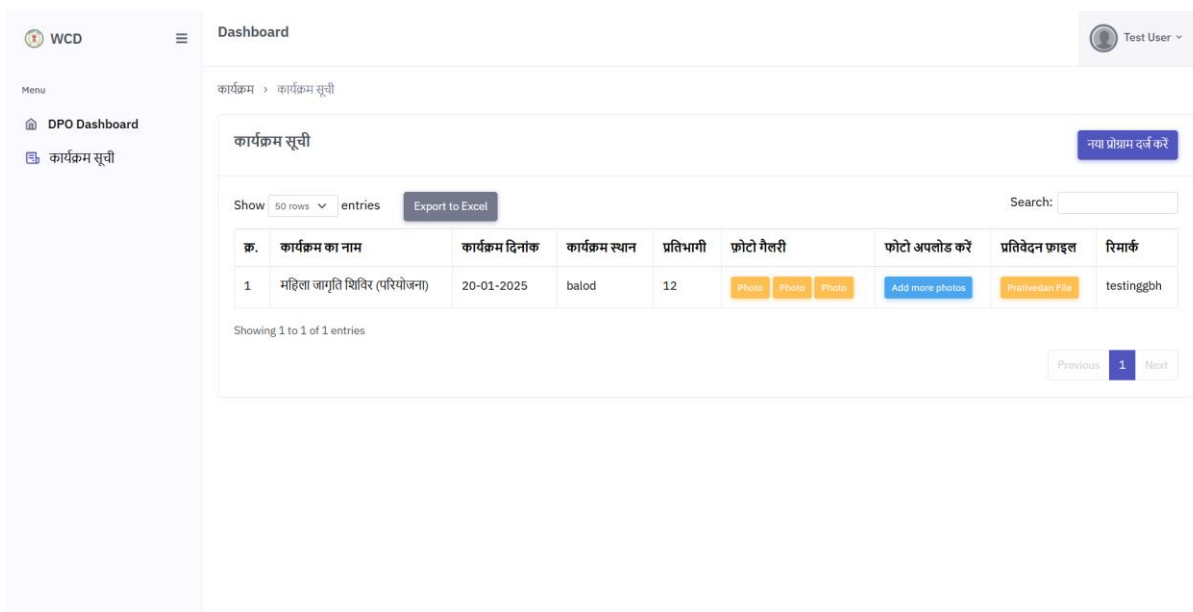 WCD
Dashboard
Test User
Menu
कार्यक्रम > कार्यक्रम सूची
DPO Dashboard
कार्यक्रम सूची
कार्यक्रम सूची
नया प्रोग्राम दर्ज करें
Show 50 rows entries Export to Excel Search:
क्र. कार्यक्रम का नाम कार्यक्रम दिनांक कार्यक्रम स्थान प्रतिभागी फ़ोटो गैलरी फोटो अपलोड करें प्रतिवेदन फ़ाइल रिमार्क
1 महिला जागृति शिविर (परियोजना) 20-01-2025 balod 12 Photo Photo Photo Add more photos Prativedan File testinggbh
Showing 1 to 1 of 1 entries
Previous 1 Next